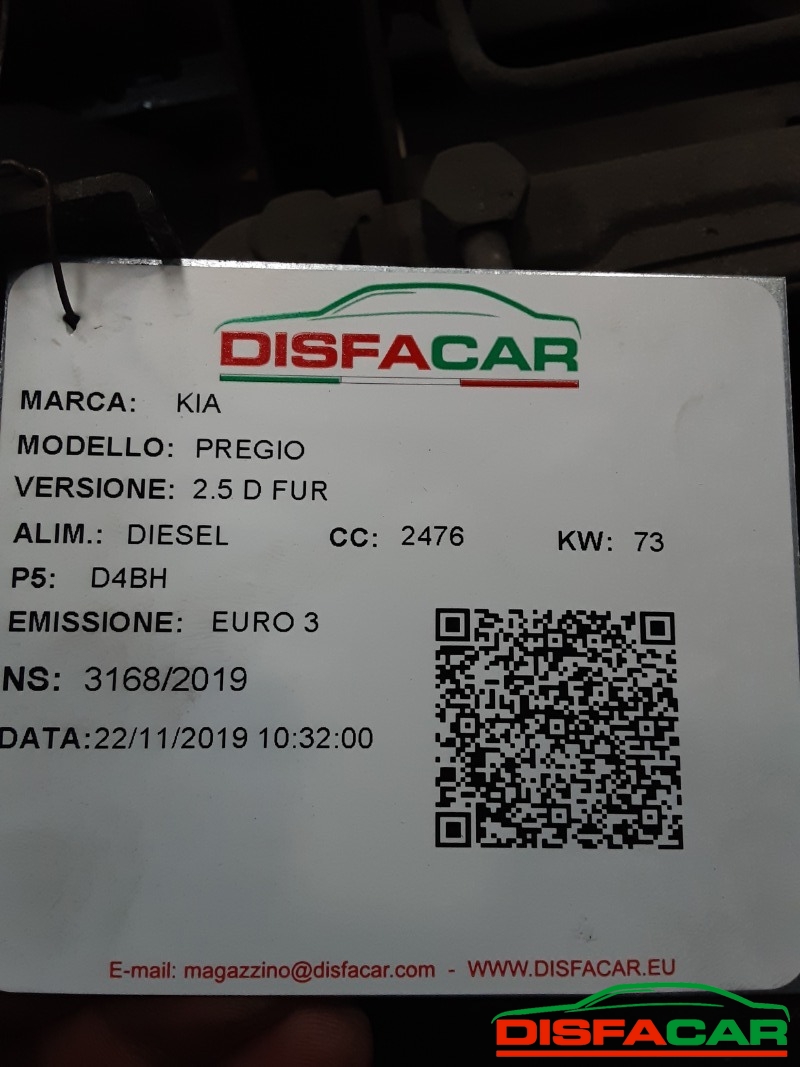 DISFACAR
MARCA: KIA
MODELLO: PREGIO
VERSIONE: 2.5 D FUR
ALIM.: DIESEL CC: 2476 KW: 73
P5: D4BH
EMISSIONE: EURO 3
NS: 3168/2019
DATA:22/11/2019 10:32:00
E-mail: magazzino@disfacar.com - WWW.DISFACAR.EU
DISFACAR